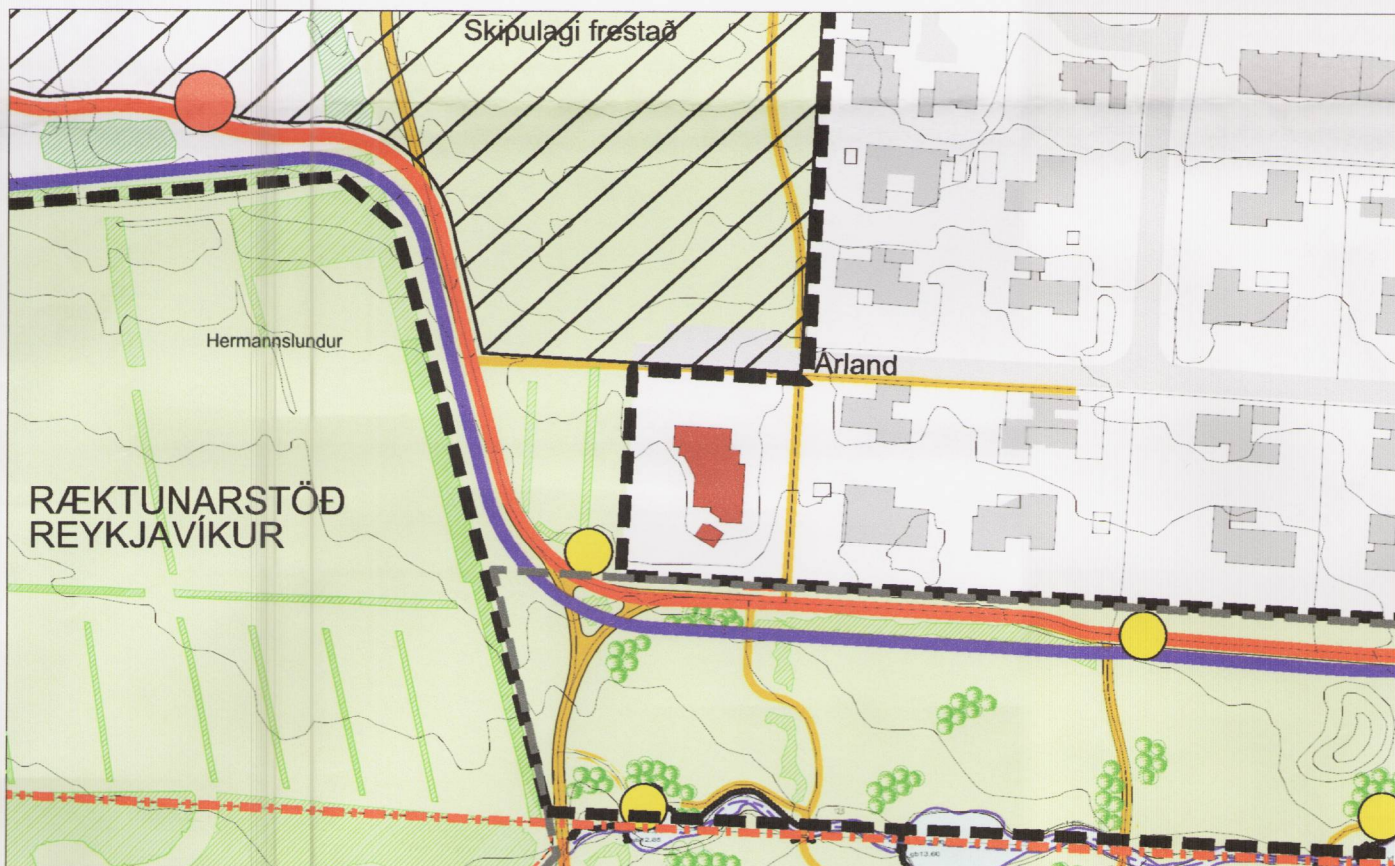 Skipulagi frestað
Hermannslundur
Árland
RÆKTUNARSTÖÐ
REYKJAVÍKUR